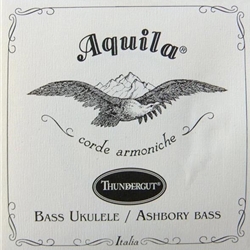 Aquila®
corde armoniche
THUNDERGUT®
BASS UKULELE / ASHBORY BASS
Italia